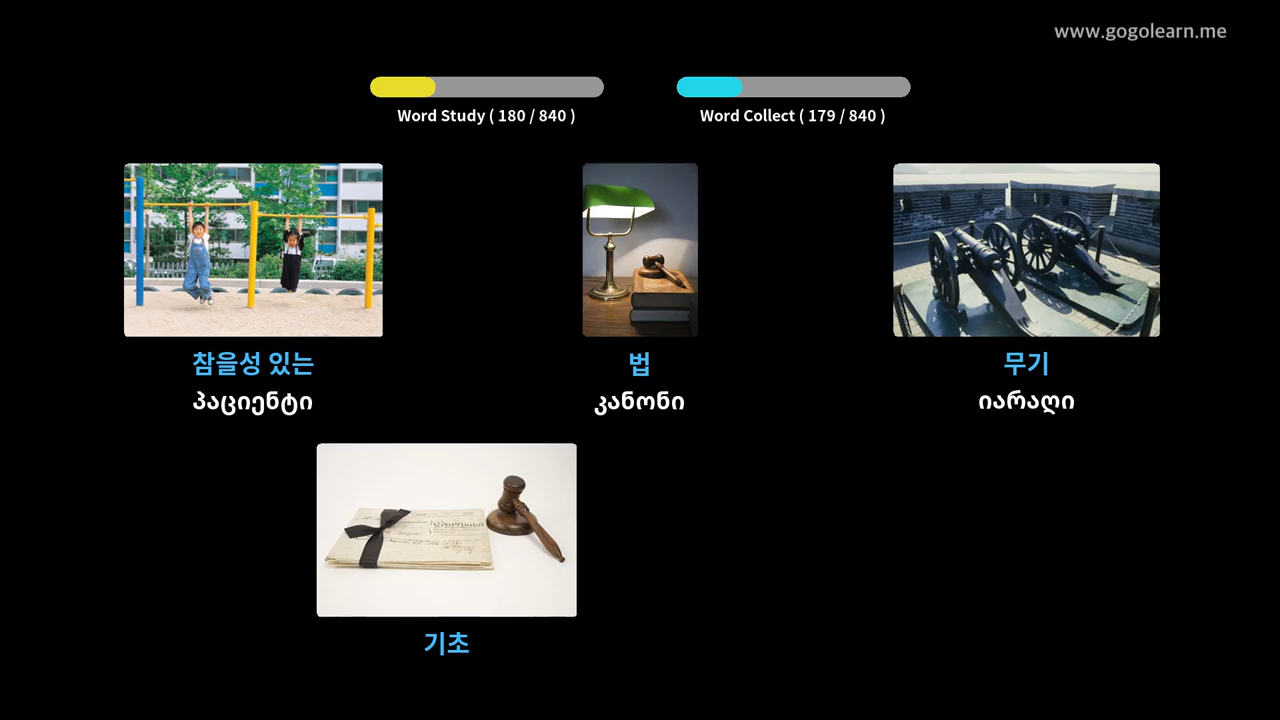 www.gogolearn.me
Word Study ( 180 / 840 )
Word Collect ( 179 / 840 )
참을성 있는
პაციენტი
법
კანონი
무기
იარაღი
기초